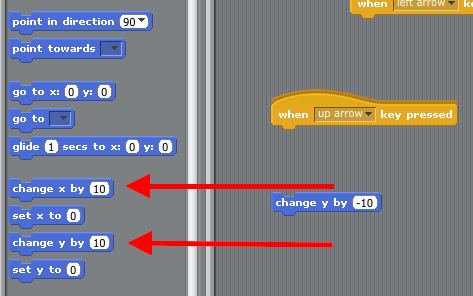 point in direction 90
point towards
go to x: 0 y: 0
go to
glide 1 secs to x: 0 y: 0
change x by 10
set x to 0
change y by 10
set y to 0
when left arrow
when up arrow key pressed
change y by -10